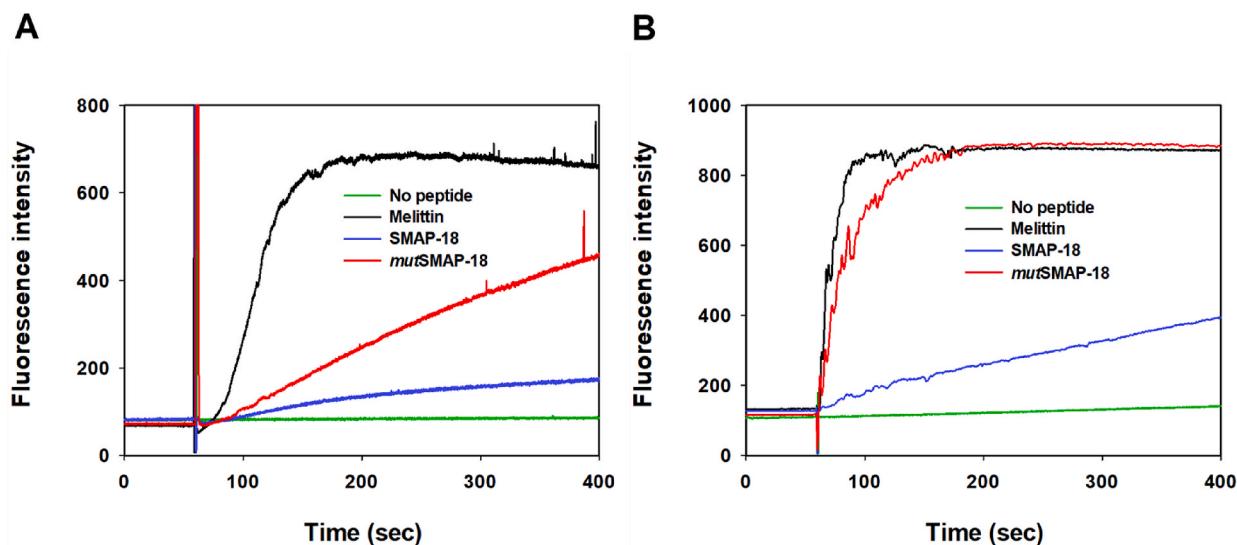 A
Fluorescence intensity
800
600
400
200
0
No peptide
Melittin
SMAP-18
mutSMAP-18
0 100 200 300 400
Time (sec)
B
Fluorescence intensity
1000
800
600
400
200
0
No peptide
Melittin
SMAP-18
mutSMAP-18
0 100 200 300 400
Time (sec)